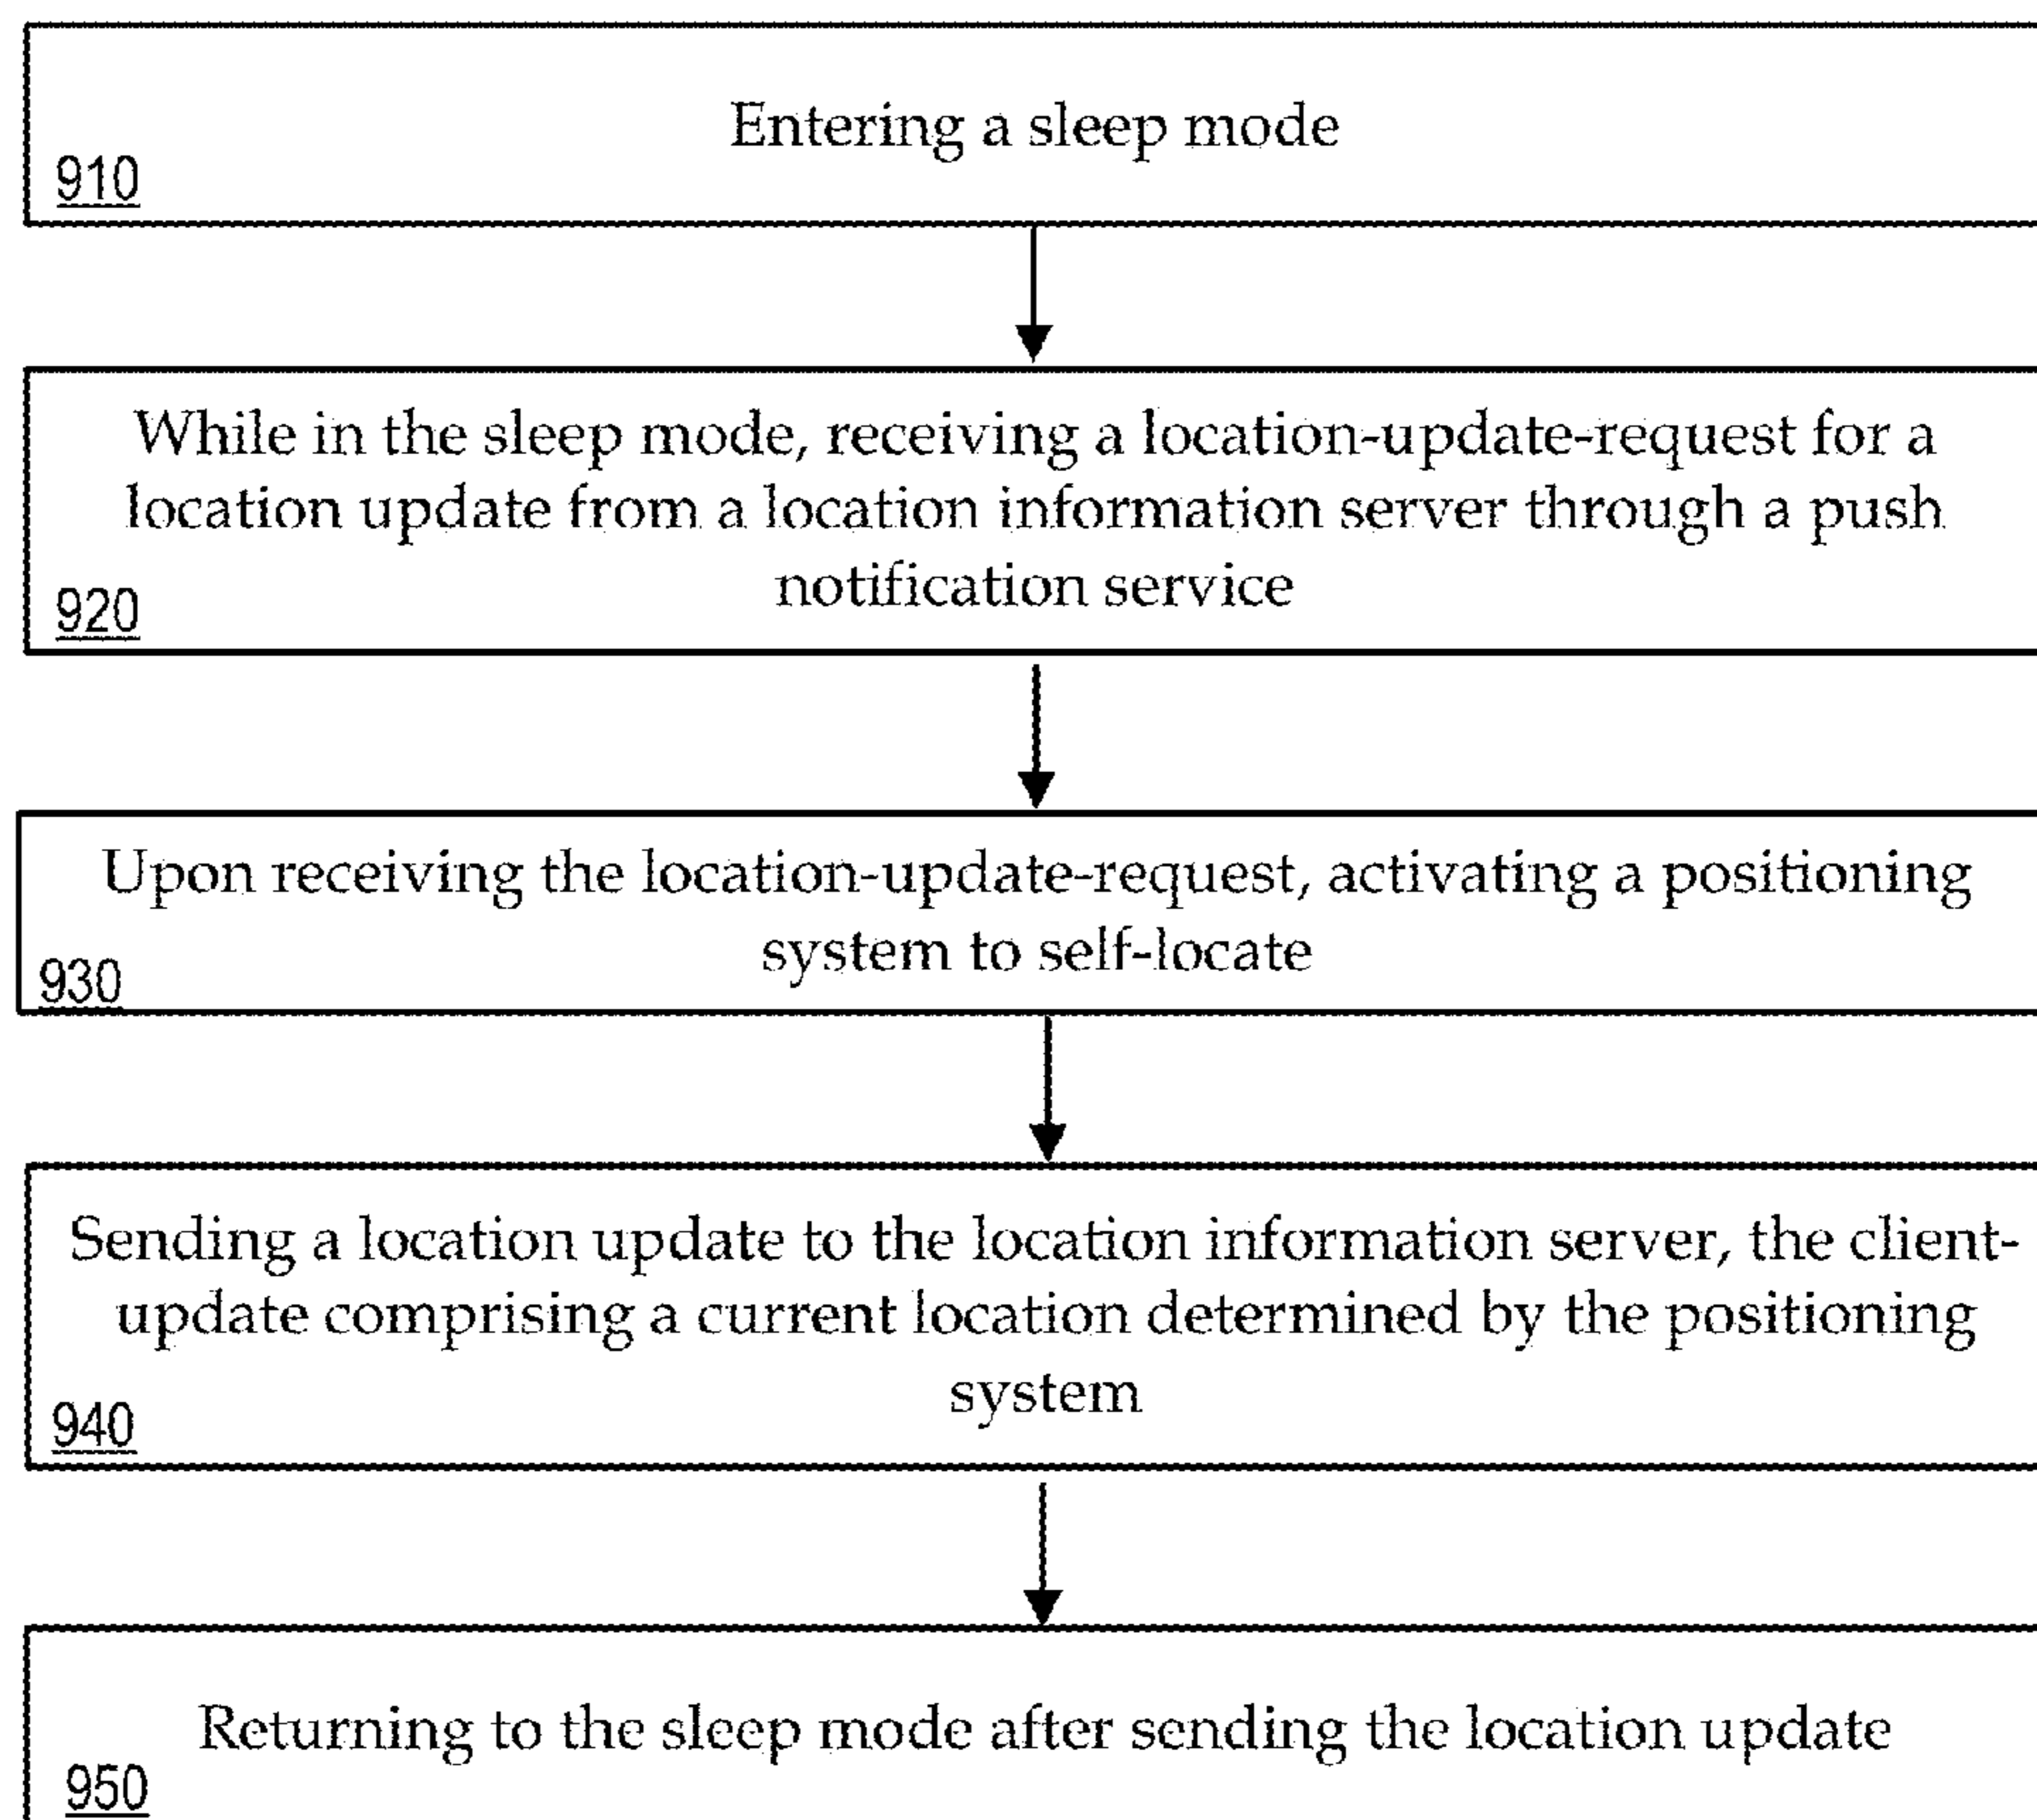 Entering a sleep mode
910
While in the sleep mode, receiving a location-update-request for a
location update from a location information server through a push
notification service
920
Upon receiving the location-update-request, activating a positioning
system to self-locate
930
Sending a location update to the location information server, the client-
update comprising a current location determined by the positioning
system
940
Returning to the sleep mode after sending the location update
950